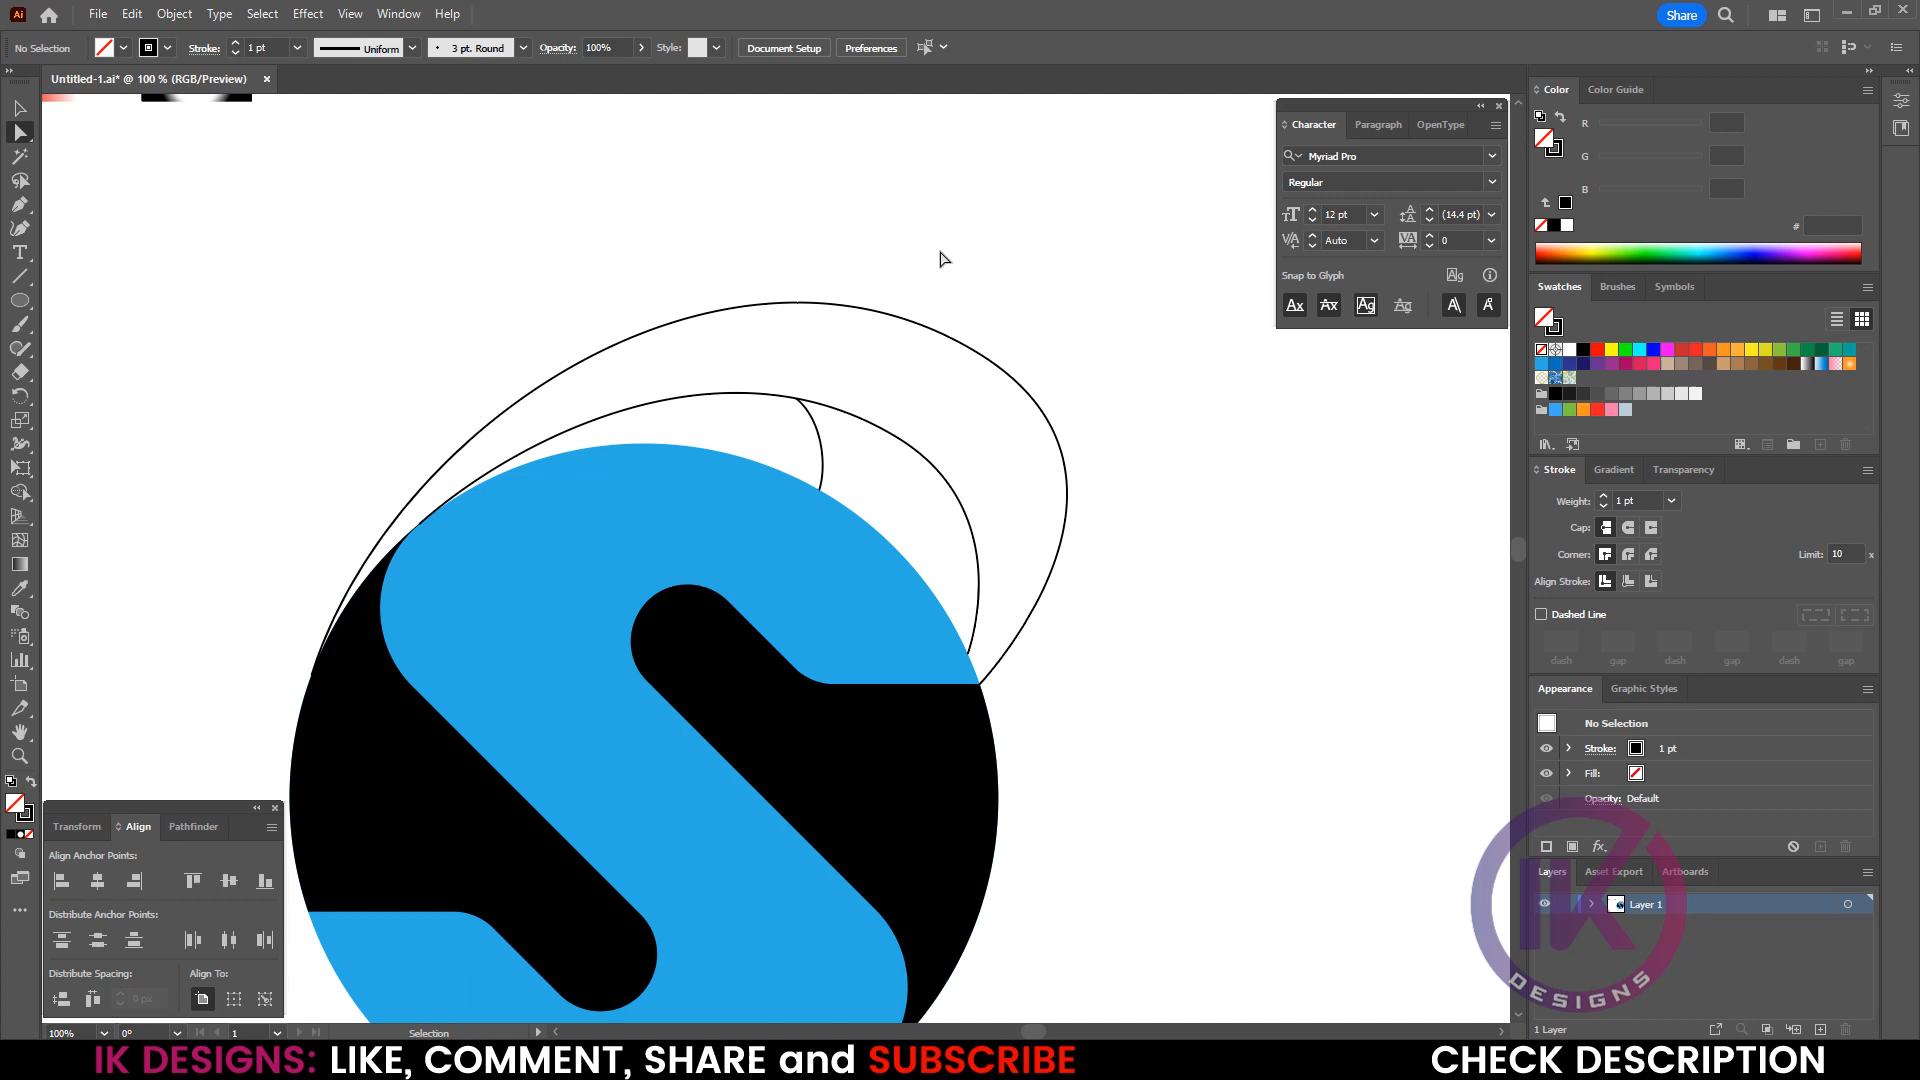 Ai File Edit Object Type Select Effect View Window Help Share
No Selection Stroke: 1 pt Uniform 3 pt. Round Opacity: 100% Style: Document Setup Preferences
Untitled-1.ai* @ 100 % (RGB/Preview)
Color Color Guide
R
G
B
#
Character Paragraph OpenType
Myriad Pro
Regular
12 pt (14.4 pt)
Auto 0
Snap to Glyph
Swatches Brushes Symbols
Stroke Gradient Transparency
Weight: 1 pt
Cap:
Corner: Limit: 10 x
Align Stroke:
Dashed Line
dash gap dash gap dash gap
Appearance Graphic Styles
No Selection
Stroke: 1 pt
Fill:
Opacity: Default
Layers Asset Export Artboards
Layer 1
1 Layer
Transform Align Pathfinder
Align Anchor Points:
Distribute Anchor Points:
Distribute Spacing: Align To:
0 px
100% 0° 1 Selection
IK
DESIGNS
IK DESIGNS: LIKE, COMMENT, SHARE and SUBSCRIBE CHECK DESCRIPTION